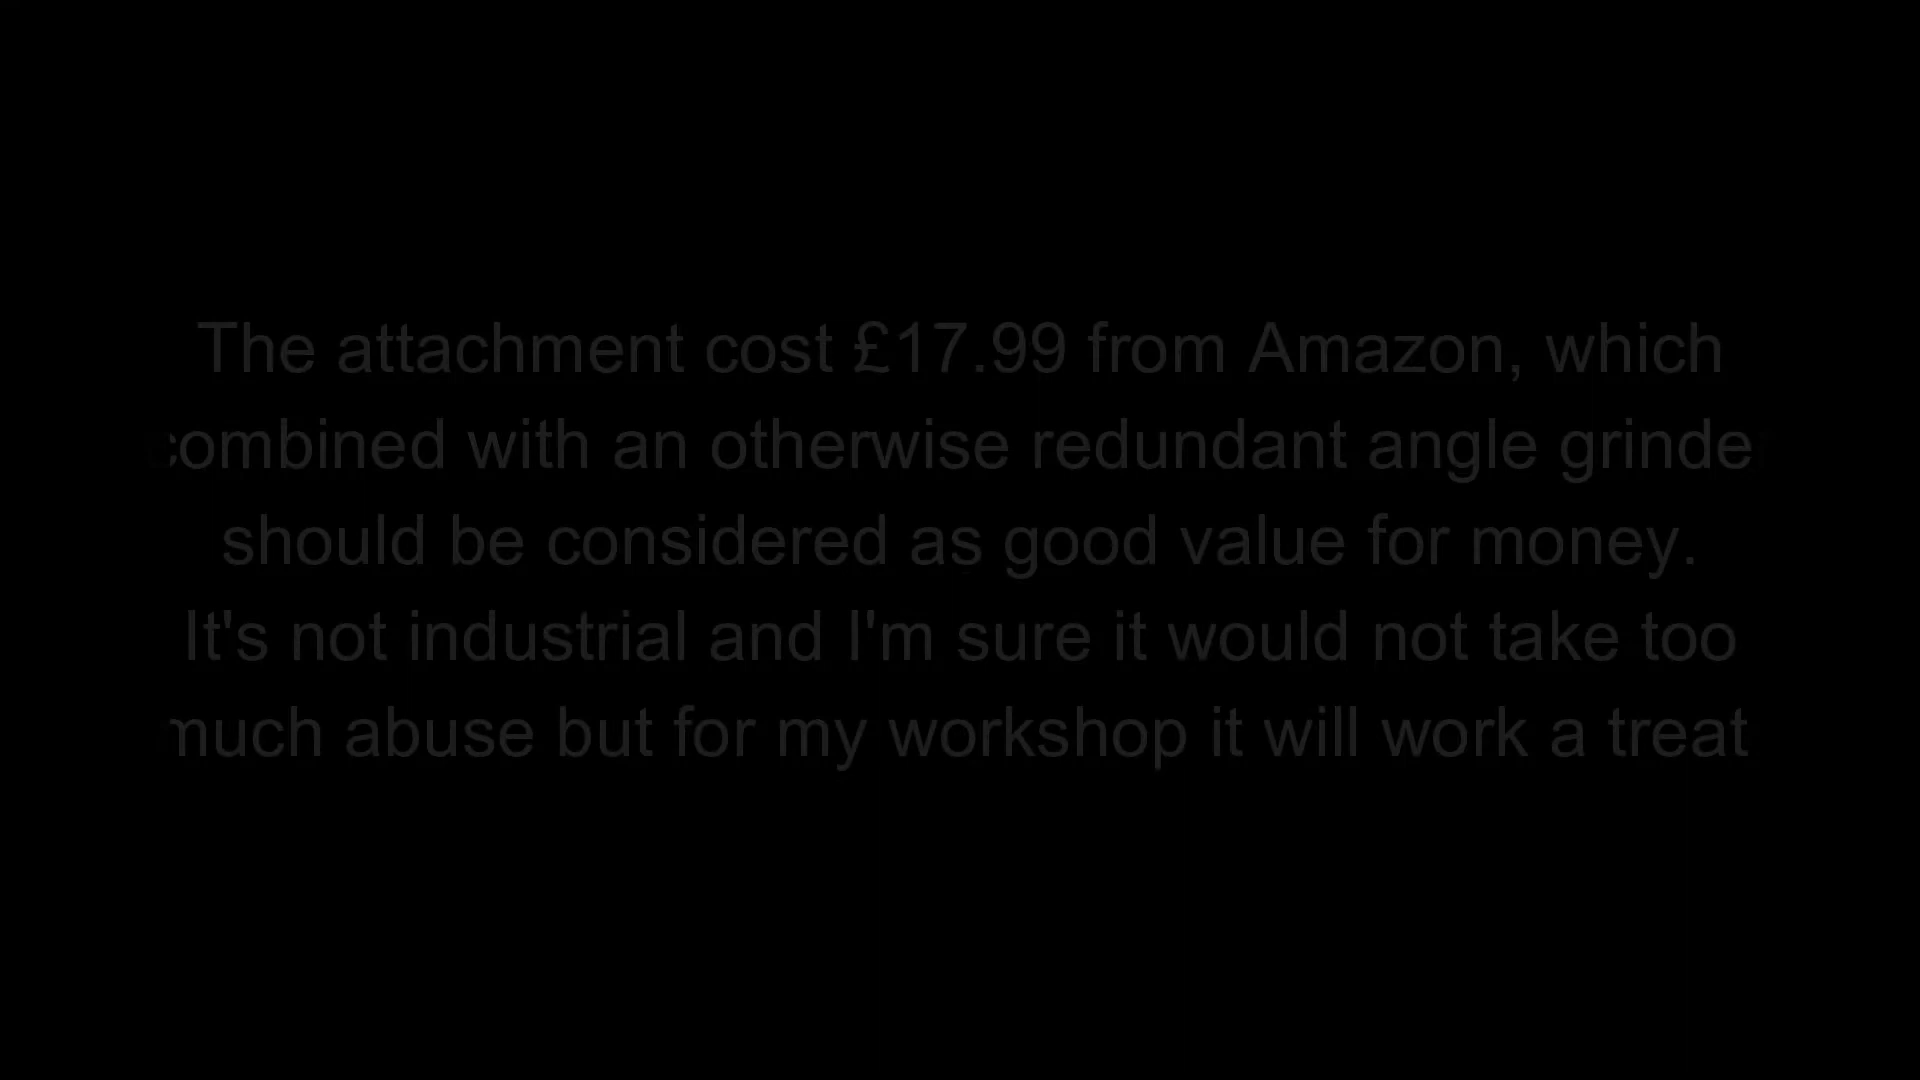 The attachment cost £17.99 from Amazon, which
combined with an otherwise redundant angle grinde
should be considered as good value for money.
It's not industrial and I'm sure it would not take too
much abuse but for my workshop it will work a treat